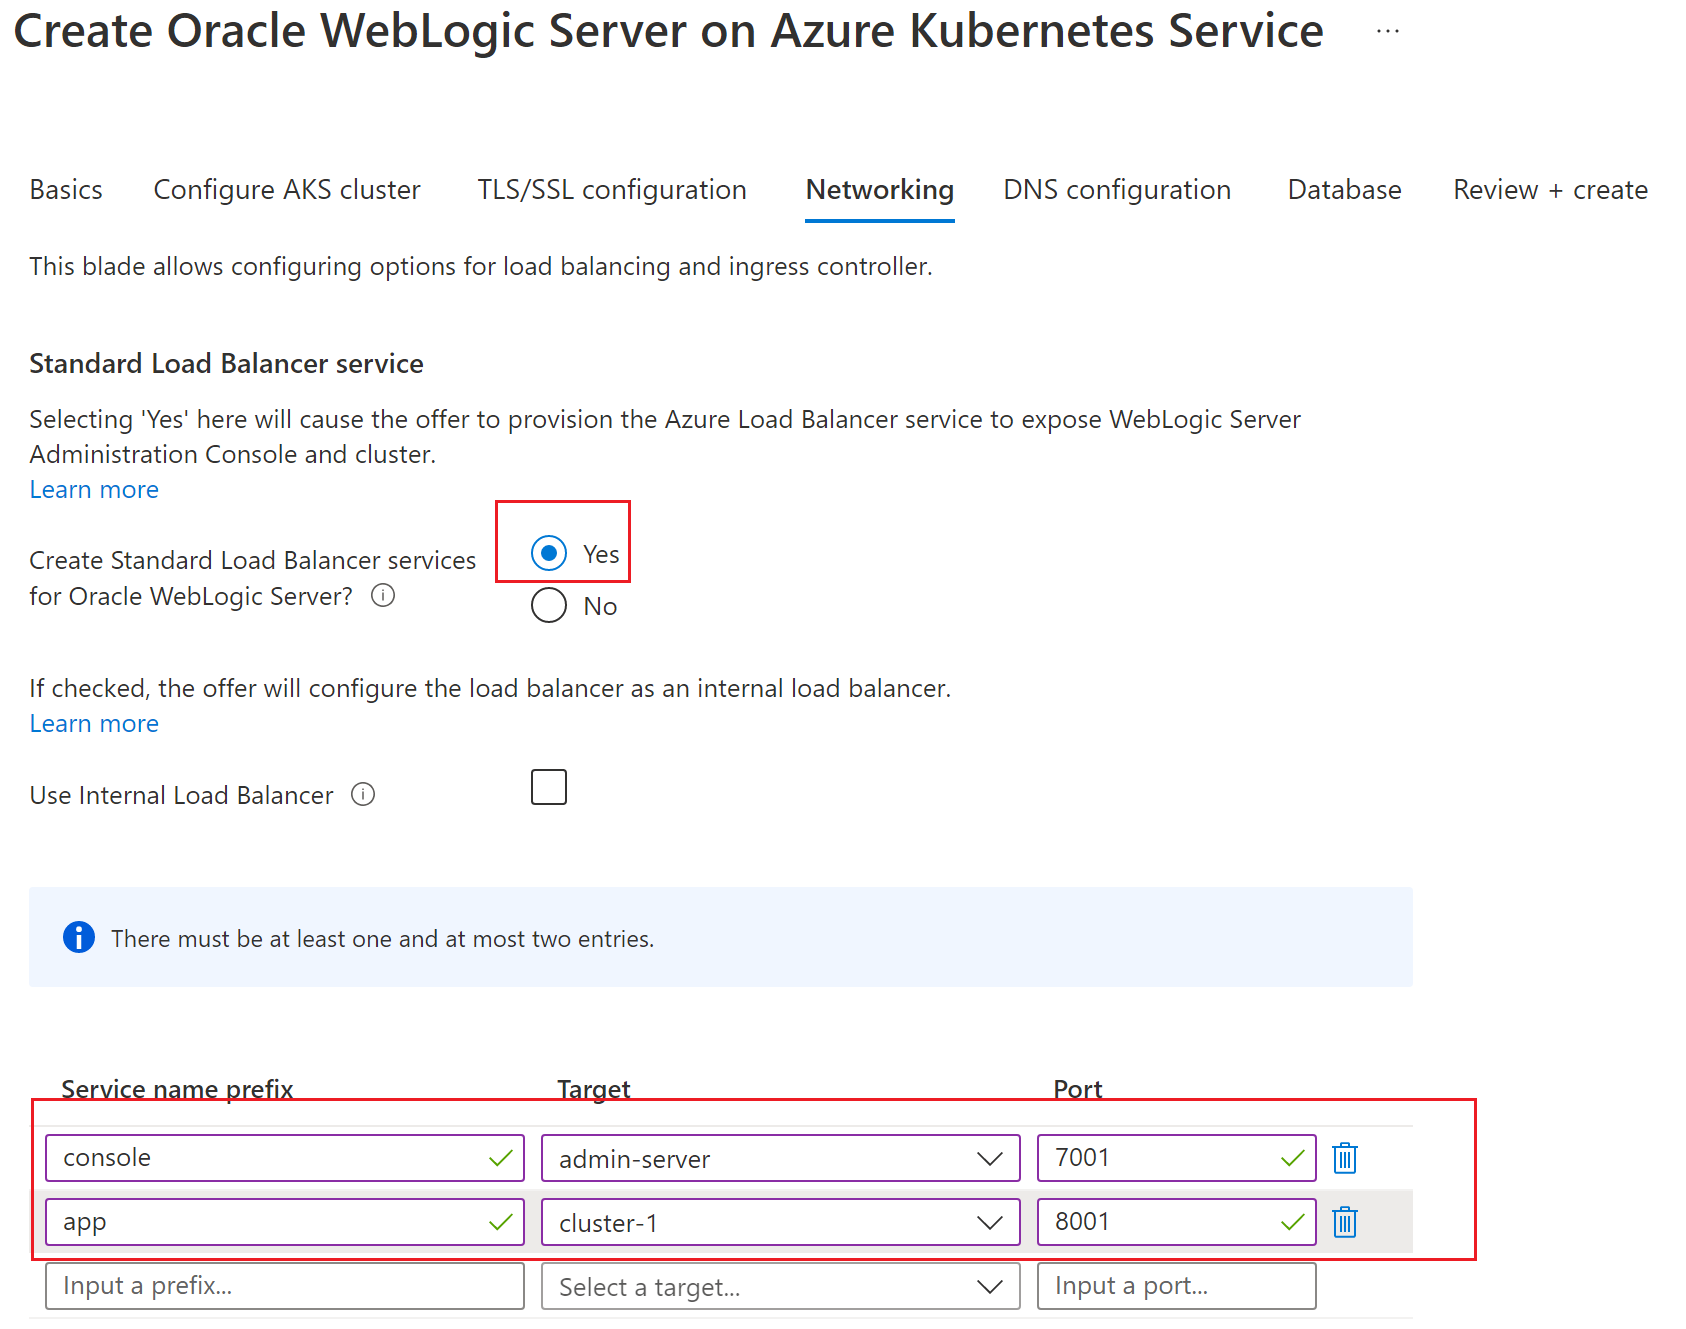 Create Oracle WebLogic Server on Azure Kubernetes Service ...
Basics Configure AKS cluster TLS/SSL configuration Networking DNS configuration Database Review + create
This blade allows configuring options for load balancing and ingress controller.
Standard Load Balancer service
Selecting 'Yes' here will cause the offer to provision the Azure Load Balancer service to expose WebLogic Server
Administration Console and cluster.
Learn more
Create Standard Load Balancer services
for Oracle WebLogic Server?
Yes
No
If checked, the offer will configure the load balancer as an internal load balancer.
Learn more
Use Internal Load Balancer
There must be at least one and at most two entries.
Service name prefix Target Port
console admin-server 7001
app cluster-1 8001
Input a prefix... Select a target... Input a port...